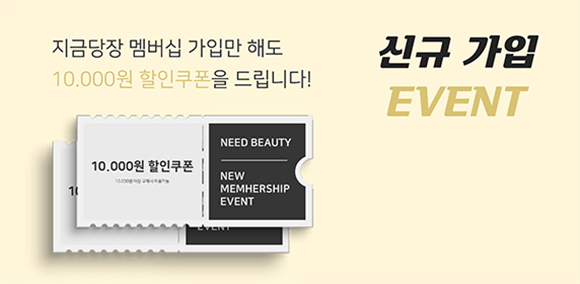 지금당장 멤버십 가입만 해도
10.000원 할인쿠폰을 드립니다!
신규 가입
EVENT
10.000원 할인쿠폰
NEED BEAUTY
NEW
MEMHERSHIP
EVENT
10
EVENT